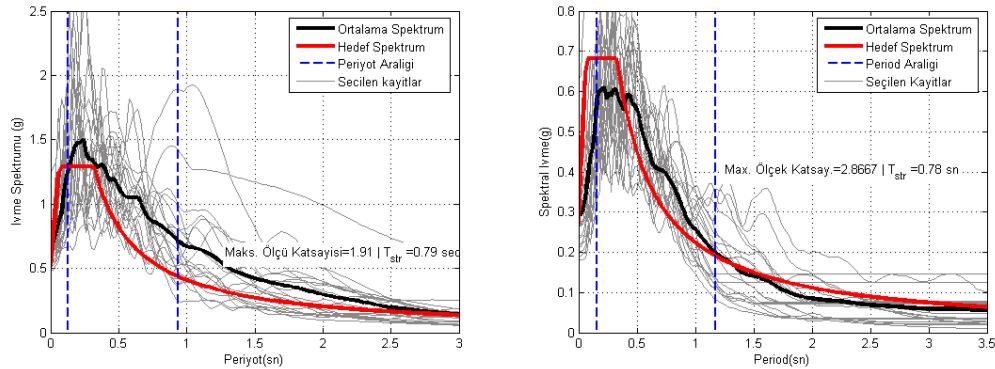 2.5
2
1.5
1
0.5
0
0 0.5 1 1.5 2 2.5 3
Ivme Spektrumu (g)
Periyot(sn)
Ortalama Spektrum
Hedef Spektrum
Periyot Araligi
Secilen kayitlar
Maks. Ölçü Katsayisi=1.91 | T_str =0.79 sec
0.8
0.7
0.6
0.5
0.4
0.3
0.2
0.1
0
0 0.5 1 1.5 2 2.5 3 3.5
Spektral Ivme(g)
Period(sn)
Ortalama Spektrum
Hedef Spektrum
Period Araligi
Seçilen Kayitlar
Max. Ölçek Katsay.=2.8667 | T_str =0.78 sn